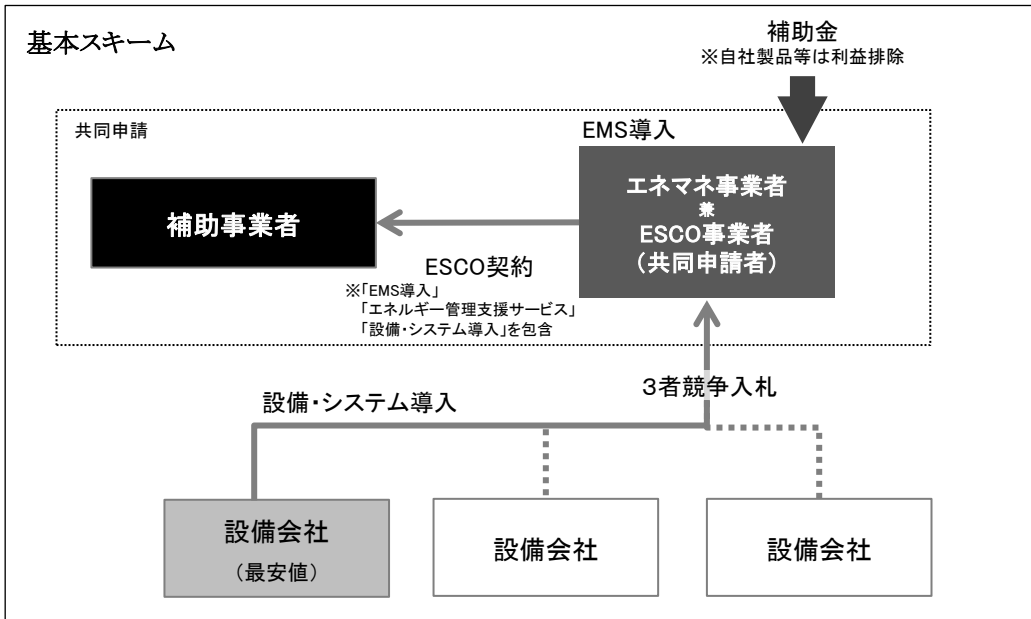 基本スキーム
補助金
※自社製品等は利益排除
共同申請
EMS導入
補助事業者
エネマネ事業者
兼
ESCO事業者
（共同申請者）
ESCO契約
※「EMS導入」
「エネルギー管理支援サービス」
「設備・システム導入」を包含
3者競争入札
設備・システム導入
設備会社
（最安値）
設備会社
設備会社